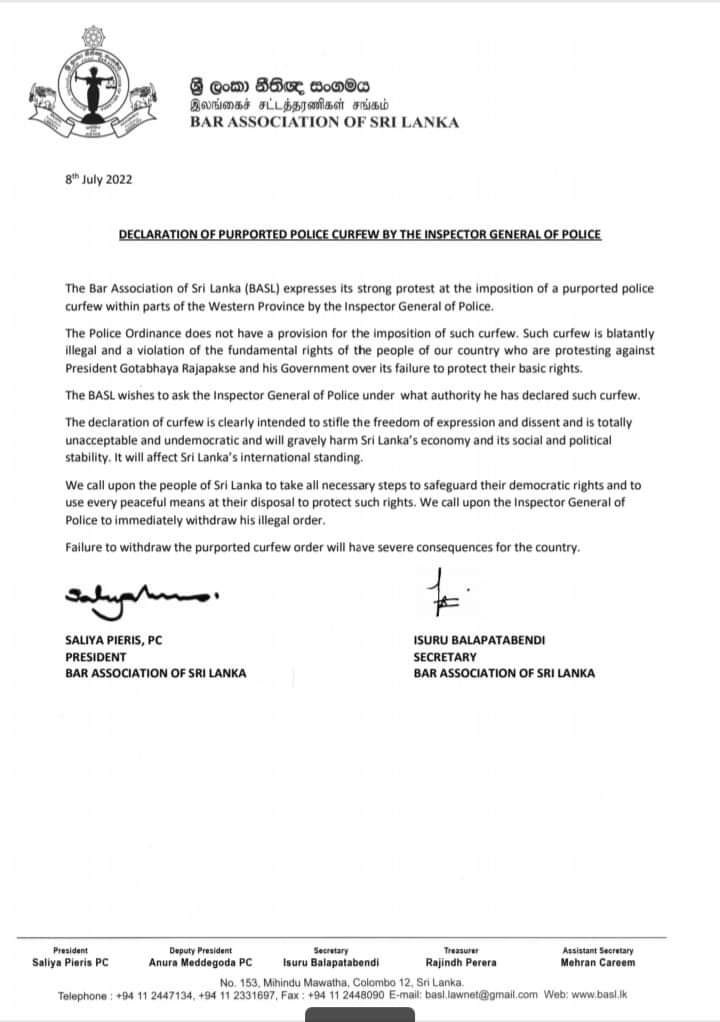 ශ්‍රී ලංකා නීතිඥ සංගමය
இலங்கைச் சட்டத்தரணிகள் சங்கம்
BAR ASSOCIATION OF SRI LANKA
8th July 2022
DECLARATION OF PURPORTED POLICE CURFEW BY THE INSPECTOR GENERAL OF POLICE
The Bar Association of Sri Lanka (BASL) expresses its strong protest at the imposition of a purported police
curfew within parts of the Western Province by the Inspector General of Police.
The Police Ordinance does not have a provision for the imposition of such curfew. Such curfew is blatantly
illegal and a violation of the fundamental rights of the people of our country who are protesting against
President Gotabhaya Rajapakse and his Government over its failure to protect their basic rights.
The BASL wishes to ask the Inspector General of Police under what authority he has declared such curfew.
The declaration of curfew is clearly intended to stifle the freedom of expression and dissent and is totally
unacceptable and undemocratic and will gravely harm Sri Lanka's economy and its social and political
stability. It will affect Sri Lanka's international standing.
We call upon the people of Sri Lanka to take all necessary steps to safeguard their democratic rights and to
use every peaceful means at their disposal to protect such rights. We call upon the Inspector General of
Police to immediately withdraw his illegal order.
Failure to withdraw the purported curfew order will have severe consequences for the country.
SALIYA PIERIS, PC
PRESIDENT
BAR ASSOCIATION OF SRI LANKA
ISURU BALAPATABENDI
SECRETARY
BAR ASSOCIATION OF SRI LANKA
President Deputy President Secretary Treasurer Assistant Secretary
Saliya Pieris PC Anura Meddegoda PC Isuru Balapatabendi Rajindh Perera Mehran Careem
No. 153, Mihindu Mawatha, Colombo 12, Sri Lanka.
Telephone : +94 11 2447134, +94 11 2331697, Fax : +94 11 2448090 E-mail: basl.lawnet@gmail.com Web: www.basl.lk